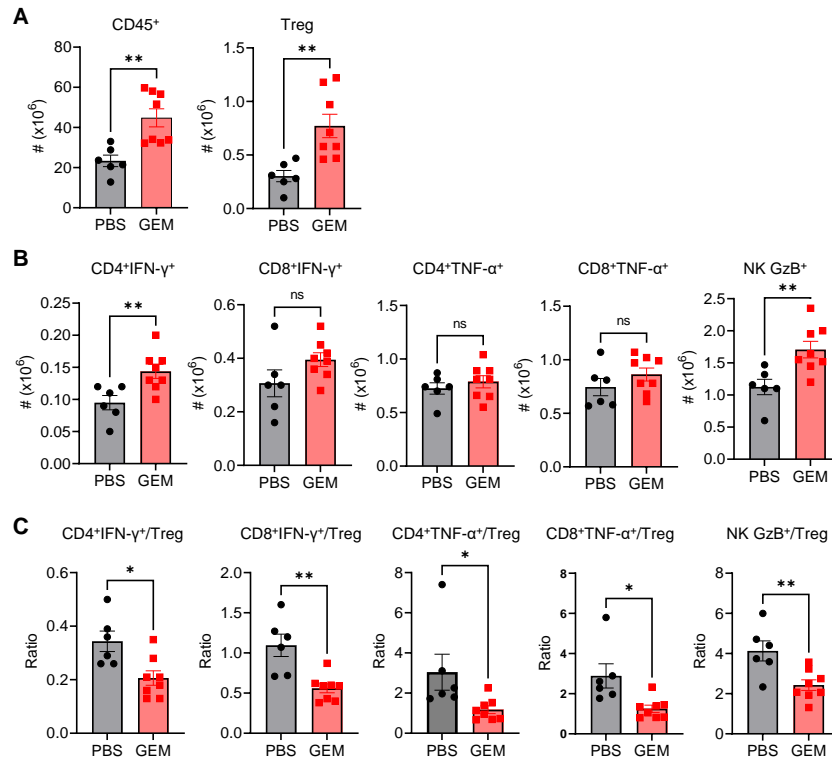 A
CD45⁺
Treg
**
**
# (x10⁶)
80
60
40
20
0
# (x10⁶)
1.5
1.0
0.5
0.0
PBS GEM
PBS GEM
B
CD4⁺IFN-γ⁺
CD8⁺IFN-γ⁺
CD4⁺TNF-α⁺
CD8⁺TNF-α⁺
NK GzB⁺
**
ns
ns
ns
**
# (x10⁶)
0.25
0.20
0.15
0.10
0.05
0.00
# (x10⁶)
0.6
0.4
0.2
0.0
# (x10⁶)
1.5
1.0
0.5
0.0
# (x10⁶)
1.5
1.0
0.5
0.0
# (x10⁶)
2.5
2.0
1.5
1.0
0.5
0.0
PBS GEM
PBS GEM
PBS GEM
PBS GEM
PBS GEM
C
CD4⁺IFN-γ⁺/Treg
CD8⁺IFN-γ⁺/Treg
CD4⁺TNF-α⁺/Treg
CD8⁺TNF-α⁺/Treg
NK GzB⁺/Treg
*
**
*
*
**
Ratio
0.6
0.4
0.2
0.0
Ratio
1.5
1.0
0.5
0.0
Ratio
8
6
4
2
0
Ratio
8
6
4
2
0
Ratio
8
6
4
2
0
PBS GEM
PBS GEM
PBS GEM
PBS GEM
PBS GEM